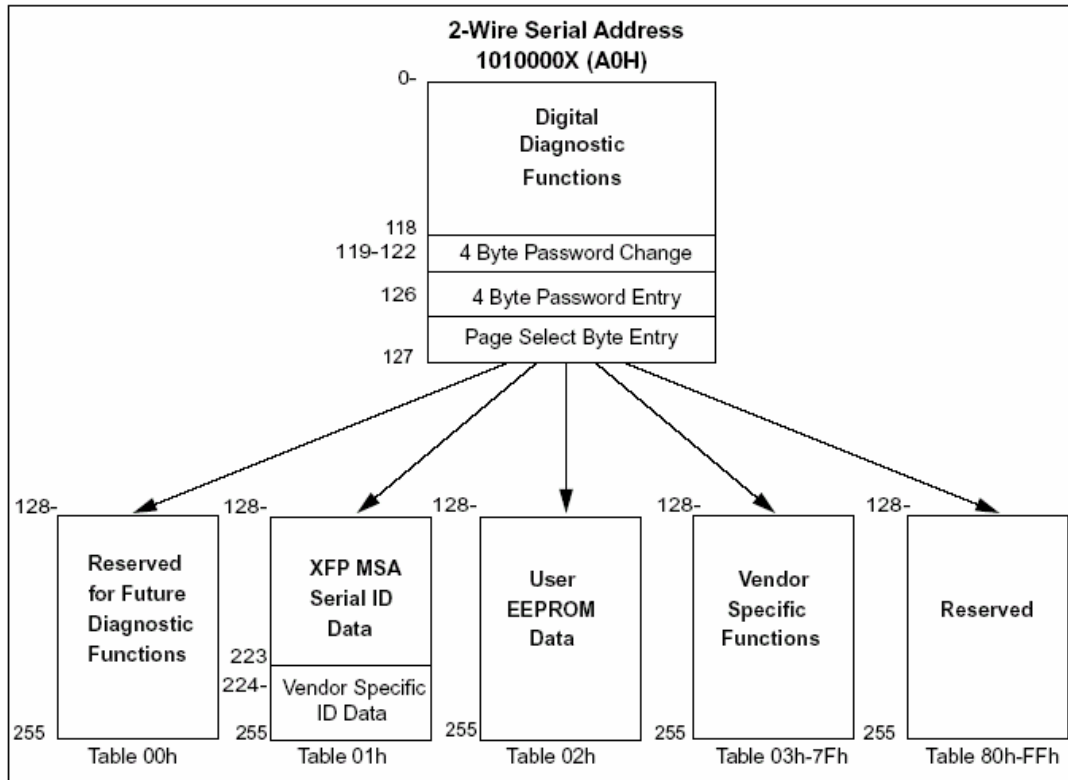 2-Wire Serial Address
1010000X (A0H)
0-
Digital
Diagnostic
Functions
118
119-122
4 Byte Password Change
126
4 Byte Password Entry
Page Select Byte Entry
127
128-
Reserved
for Future
Diagnostic
Functions
255
Table 00h
128-
XFP MSA
Serial ID
Data
223
224-
Vendor Specific
ID Data
255
Table 01h
128-
User
EEPROM
Data
255
Table 02h
128-
Vendor
Specific
Functions
255
Table 03h-7Fh
128-
Reserved
255
Table 80h-FFh